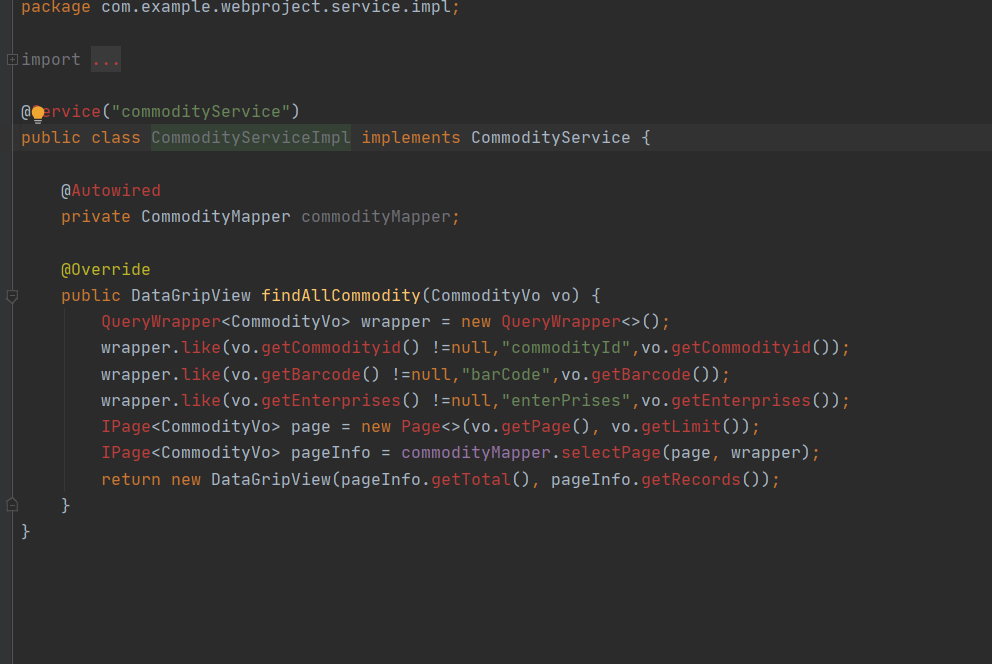 package com.example.webproject.service.impl;
import ...
@Service("commodityService")
public class CommodityServiceImpl implements CommodityService {
@Autowired
private CommodityMapper commodityMapper;
@Override
public DataGripView findAllCommodity(CommodityVo vo) {
QueryWrapper<CommodityVo> wrapper = new QueryWrapper<>();
wrapper.like(vo.getCommodityid() !=null,"commodityId",vo.getCommodityid());
wrapper.like(vo.getBarcode() !=null,"barCode",vo.getBarcode());
wrapper.like(vo.getEnterprises() !=null,"enterPrises",vo.getEnterprises());
IPage<CommodityVo> page = new Page<>(vo.getPage(), vo.getLimit());
IPage<CommodityVo> pageInfo = commodityMapper.selectPage(page, wrapper);
return new DataGripView(pageInfo.getTotal(), pageInfo.getRecords());
}
}